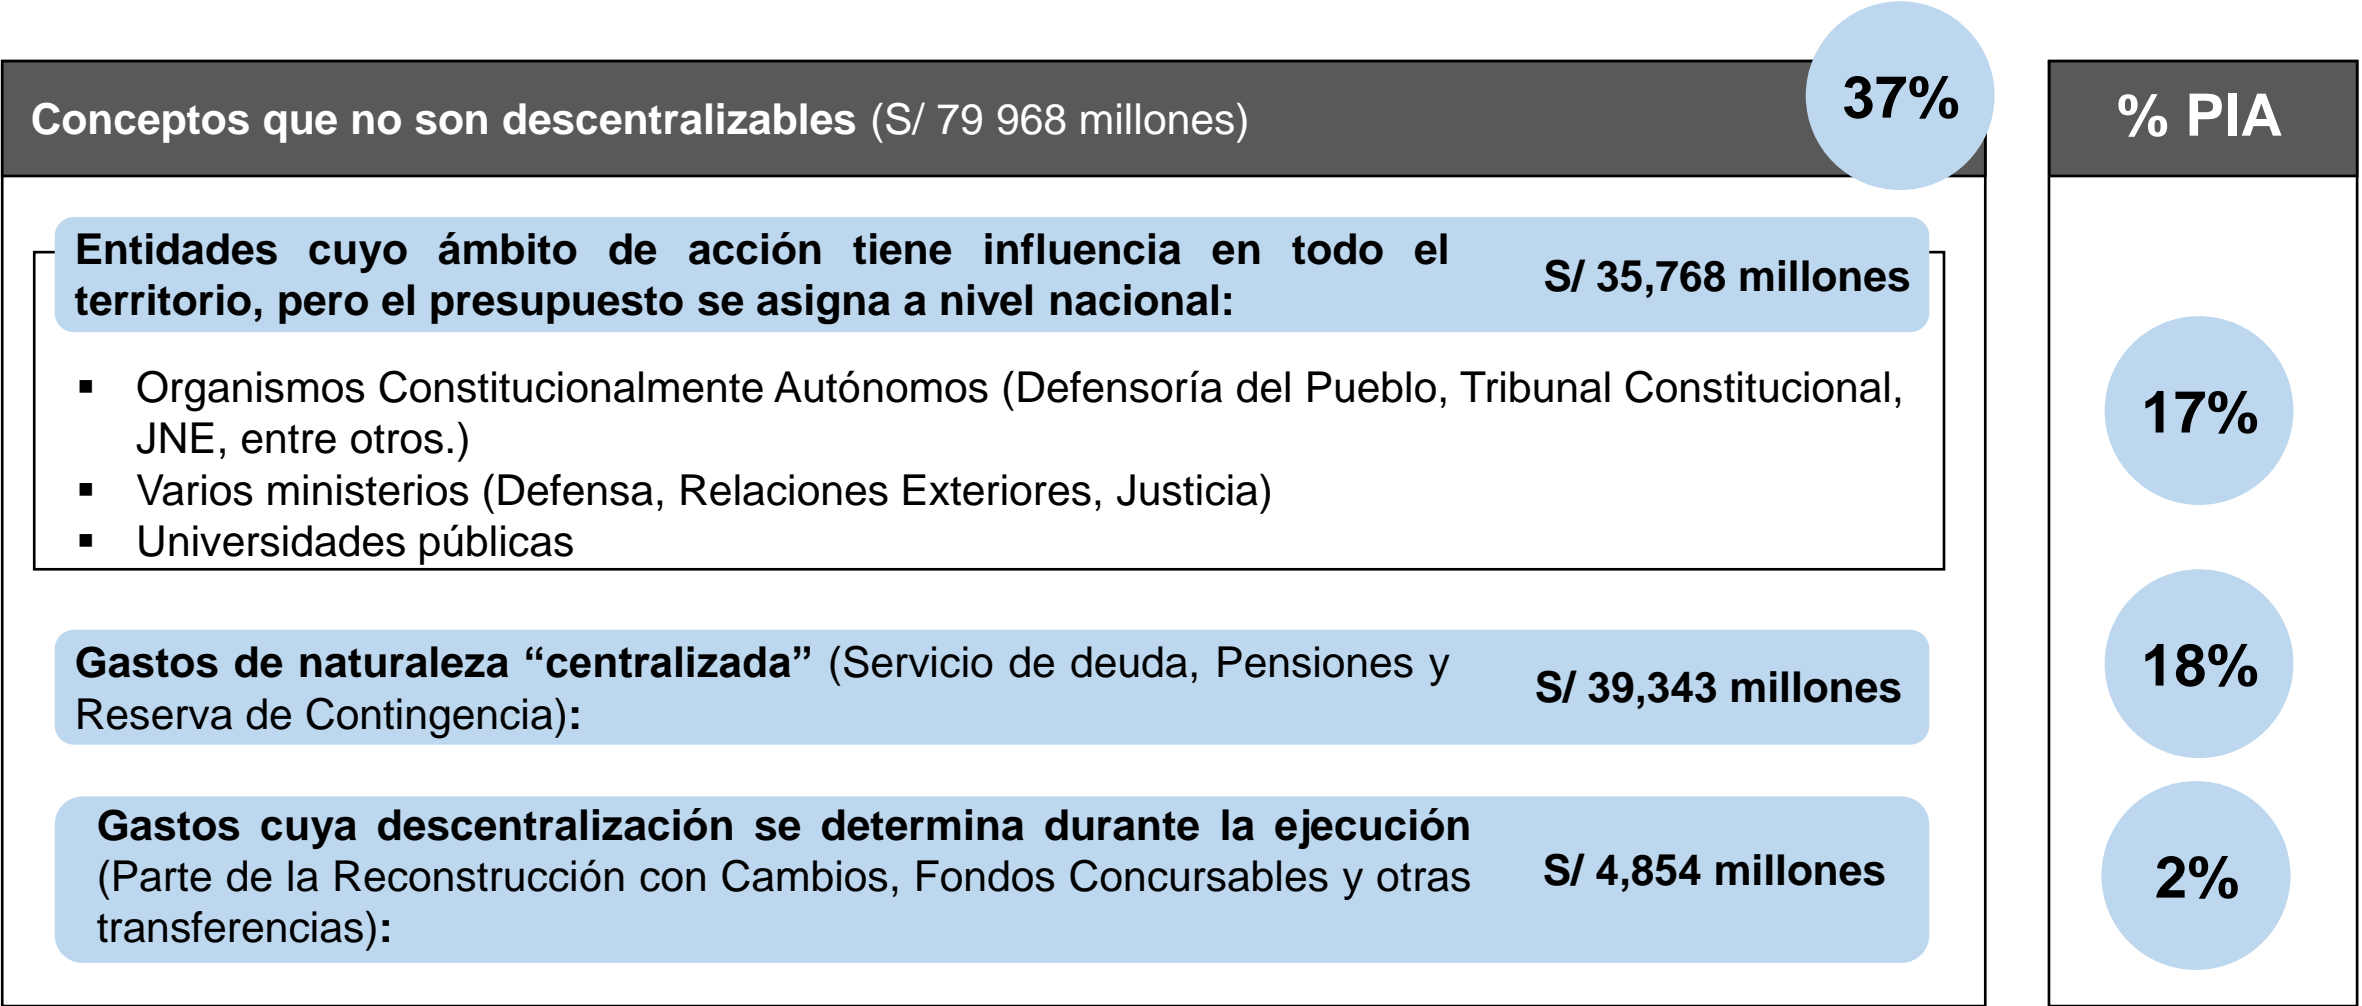 37%
Conceptos que no son descentralizables (S/ 79 968 millones)
% PIA
Entidades cuyo ámbito de acción tiene influencia en todo el
territorio, pero el presupuesto se asigna a nivel nacional:
S/ 35,768 millones
▪ Organismos Constitucionalmente Autónomos (Defensoría del Pueblo, Tribunal Constitucional,
JNE, entre otros.)
▪ Varios ministerios (Defensa, Relaciones Exteriores, Justicia)
▪ Universidades públicas
17%
Gastos de naturaleza “centralizada” (Servicio de deuda, Pensiones y
Reserva de Contingencia):
S/ 39,343 millones
18%
Gastos cuya descentralización se determina durante la ejecución
(Parte de la Reconstrucción con Cambios, Fondos Concursables y otras
transferencias):
S/ 4,854 millones
2%